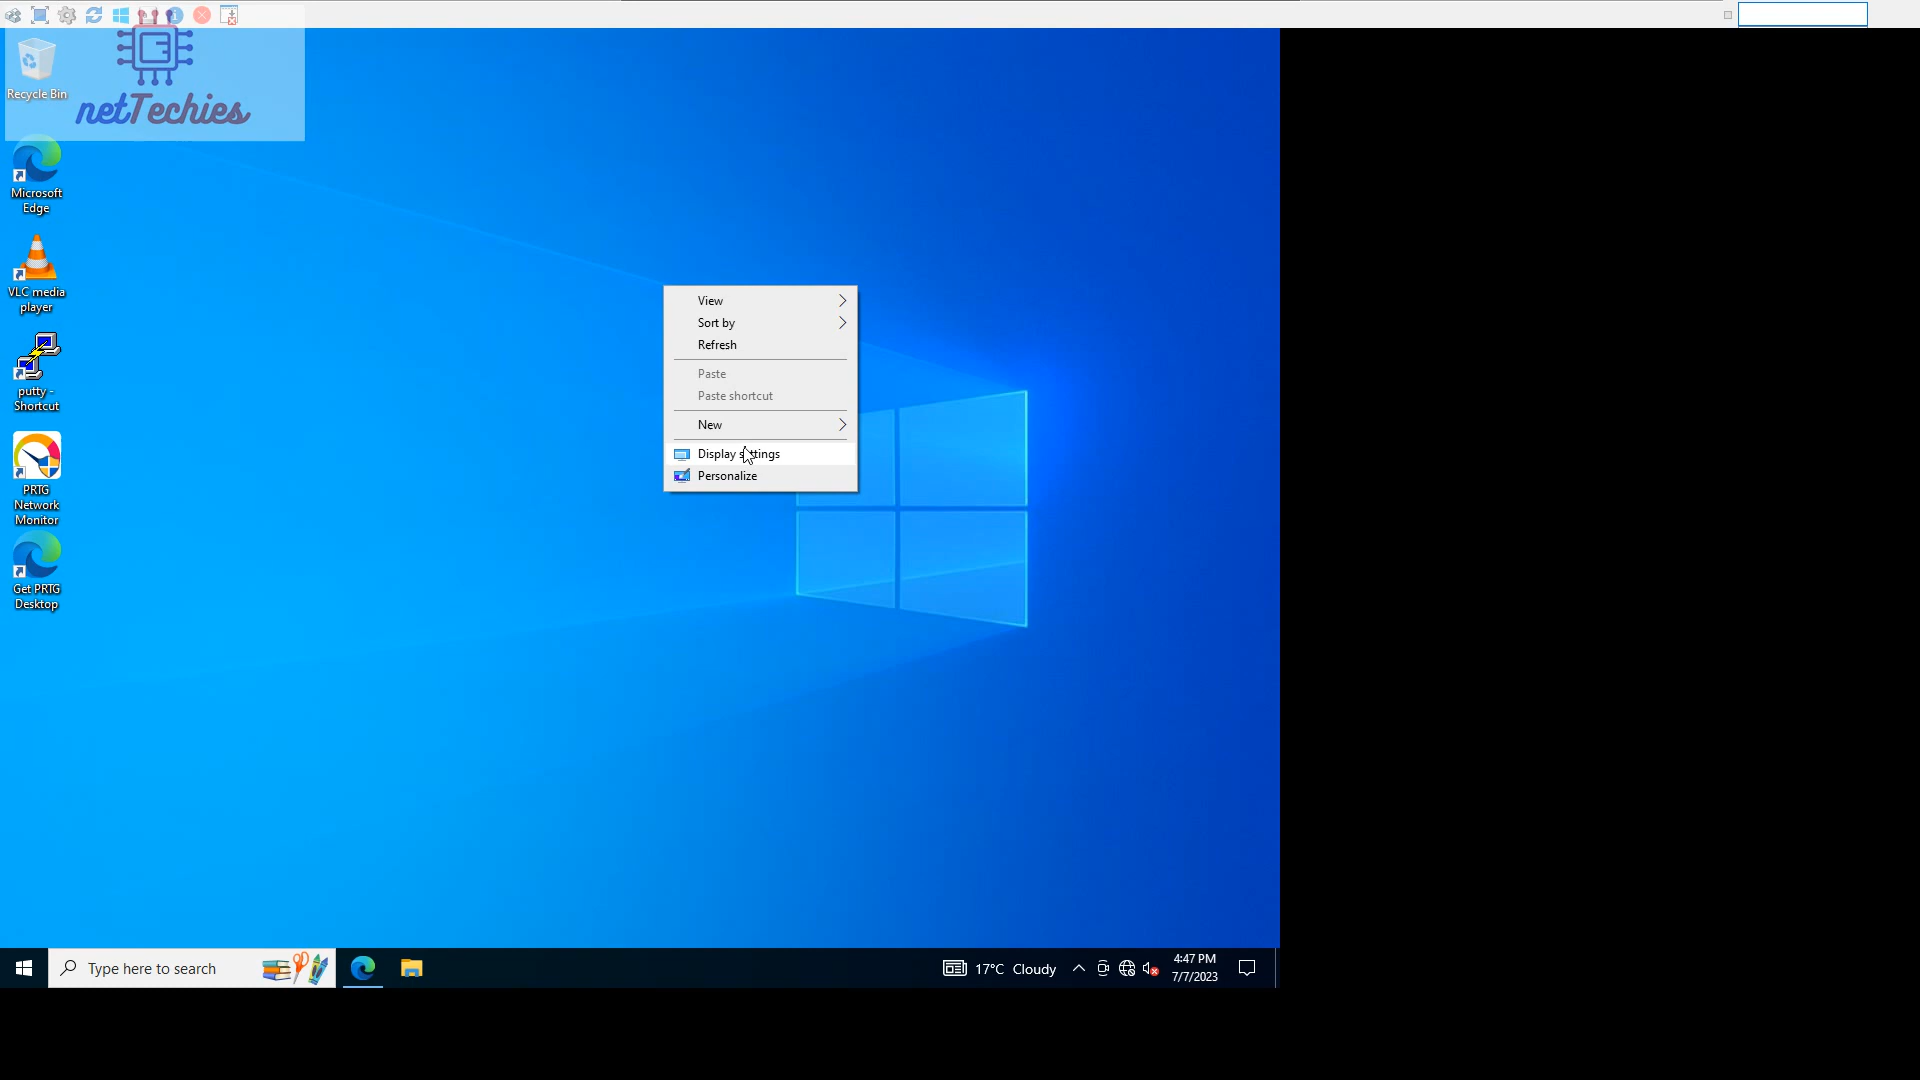 Recycle Bin
netTechies
Microsoft
Edge
VLC media
player
putty -
Shortcut
PRTG
Network
Monitor
Get PRTG
Desktop
View
Sort by
Refresh
Paste
Paste shortcut
New
Display settings
Personalize
Type here to search
17°C Cloudy
4:47 PM
7/7/2023